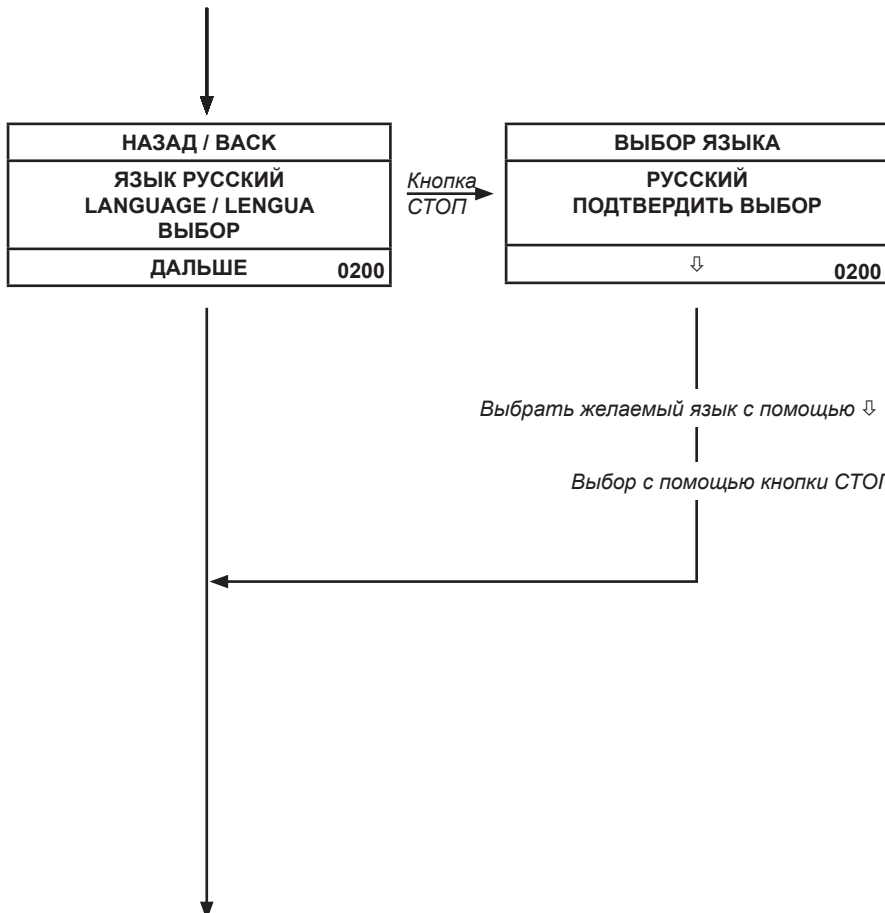 НАЗАД / BACK
ЯЗЫК РУССКИЙ
LANGUAGE / LENGUA
ВЫБОР
ДАЛЬШЕ 0200
Кнопка
СТОП
ВЫБОР ЯЗЫКА
РУССКИЙ
ПОДТВЕРДИТЬ ВЫБОР
⇩ 0200
Выбрать желаемый язык с помощью ⇩
Выбор с помощью кнопки СТОП